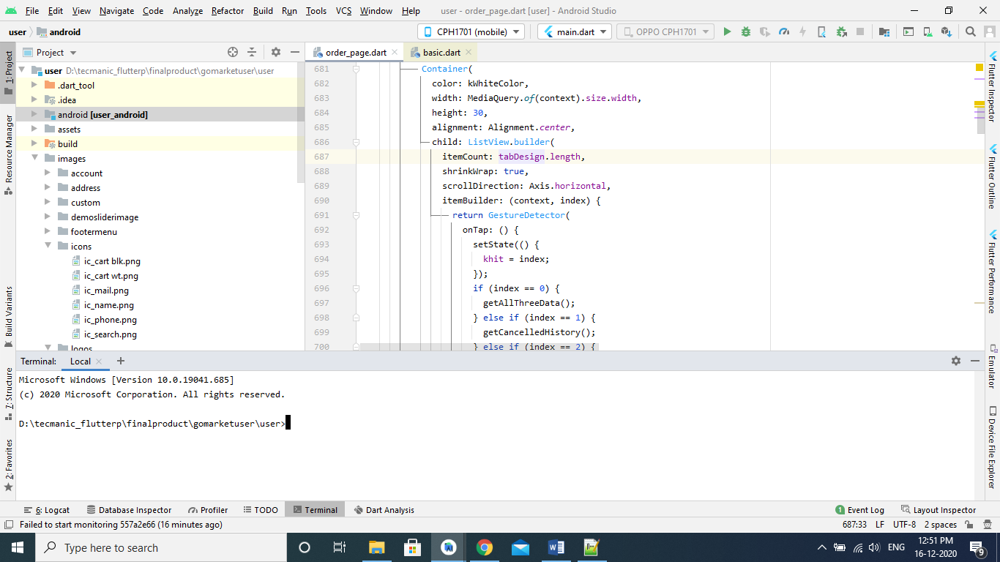 File Edit View Navigate Code Analyze Refactor Build Run Tools VCS Window Help user - order_page.dart [user] - Android Studio
user android CPH1701 (mobile) main.dart OPPO CPH1701
Project order_page.dart basic.dart
1: Project
Resource Manager
Build Variants
7: Structure
2: Favorites
user D:\tecmanic_flutterp\finalproduct\gomarketuser\user
.dart_tool
.idea
android [user_android]
assets
build
images
account
address
custom
demosliderimage
footermenu
icons
ic_cart blk.png
ic_cart wt.png
ic_mail.png
ic_name.png
ic_phone.png
ic_search.png
logos
681 Container(
682 color: kWhiteColor,
683 width: MediaQuery.of(context).size.width,
684 height: 30,
685 alignment: Alignment.center,
686 child: ListView.builder(
687 itemCount: tabDesign.length,
688 shrinkWrap: true,
689 scrollDirection: Axis.horizontal,
690 itemBuilder: (context, index) {
691 return GestureDetector(
692 onTap: () {
693 setState(() {
694 khit = index;
695 });
696 if (index == 0) {
697 getAllThreeData();
698 } else if (index == 1) {
699 getCancelledHistory();
700 } else if (index == 2) {
Flutter Inspector
Flutter Outline
Flutter Performance
Emulator
Device File Explorer
Terminal: Local
Microsoft Windows [Version 10.0.19041.685]
(c) 2020 Microsoft Corporation. All rights reserved.
D:\tecmanic_flutterp\finalproduct\gomarketuser\user>
6: Logcat Database Inspector Profiler TODO Terminal Dart Analysis 1 Event Log Layout Inspector
Failed to start monitoring 557a2e66 (16 minutes ago) 687:33 LF UTF-8 2 spaces
Type here to search ENG 12:51 PM
16-12-2020 9